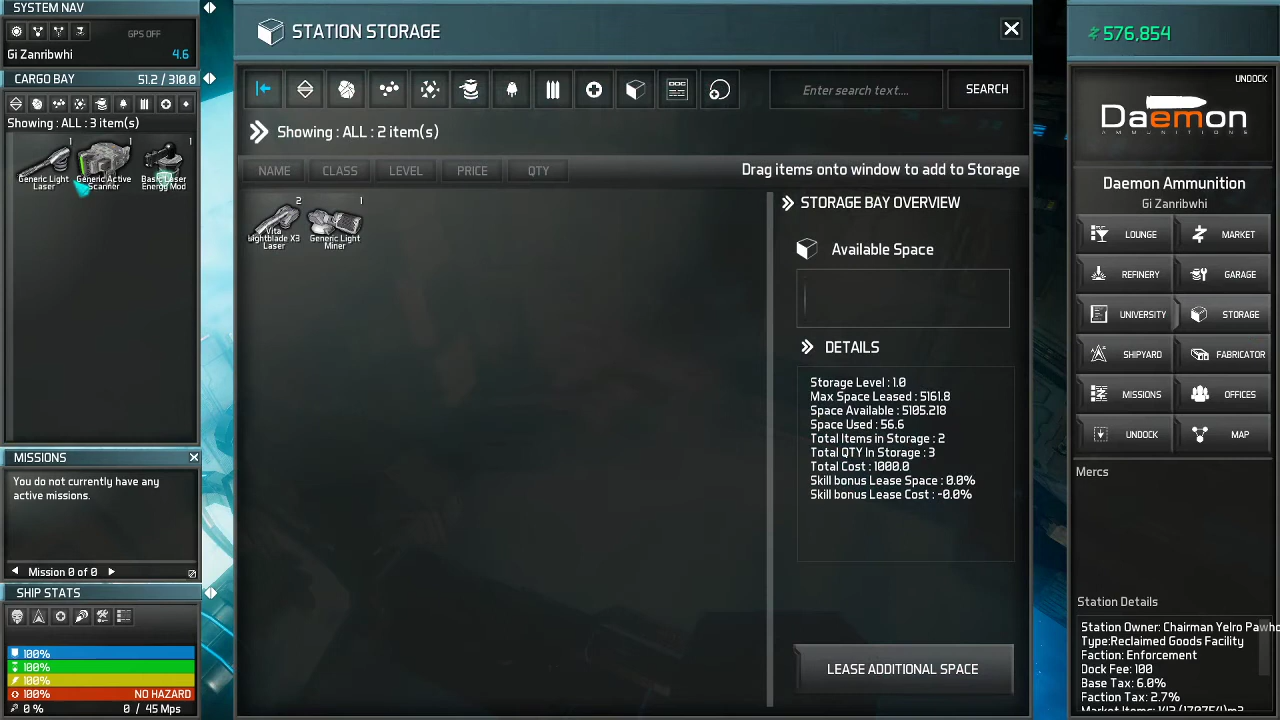 SYSTEM NAV
GPS OFF
Gi Zanribwhi 4.6
CARGO BAY 51.2 / 310.0
Showing : ALL : 3 item(s)
1 1 1
Generic Light Laser
Generic Active Scanner
Basic Laser Energy Mod
MISSIONS
You do not currently have any
active missions.
Mission 0 of 0
SHIP STATS
100%
100%
100%
100% NO HAZARD
0 % 0 / 45 Mps
STATION STORAGE
DOC
Enter search text...
SEARCH
Showing : ALL : 2 item(s)
NAME CLASS LEVEL PRICE QTY
Drag items onto window to add to Storage
2 1
Vita Lightblade X3 Laser
Generic Light Miner
STORAGE BAY OVERVIEW
Available Space
DETAILS
Storage Level : 1.0
Max Space Leased : 5161.8
Space Available : 5105.218
Space Used : 56.6
Total Items in Storage : 2
Total QTY In Storage : 3
Total Cost : 1000.0
Skill bonus Lease Space : 0.0%
Skill bonus Lease Cost : -0.0%
LEASE ADDITIONAL SPACE
576,854
UNDOCK
Daemon
AMMUNITIONS
Daemon Ammunition
Gi Zanribwhi
LOUNGE MARKET
REFINERY GARAGE
UNIVERSITY STORAGE
SHIPYARD FABRICATOR
MISSIONS OFFICES
UNDOCK MAP
Mercs
Station Details
Station Owner: Chairman Yelro Pawho
Type:Reclaimed Goods Facility
Faction: Enforcement
Dock Fee: 100
Base Tax: 6.0%
Faction Tax: 2.7%
Market Items: